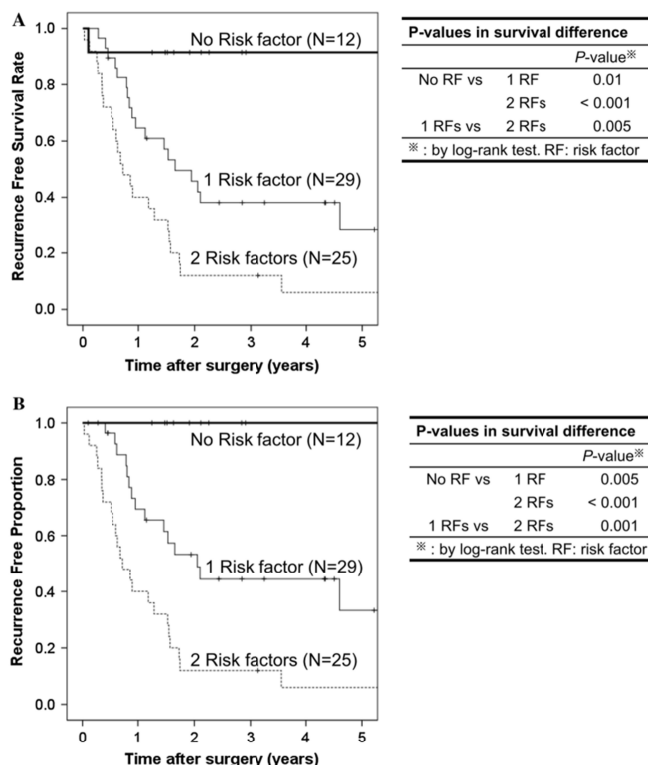 A
Recurrence Free Survival Rate
1.0
0.8
0.6
0.4
0.2
0.0
No Risk factor (N=12)
1 Risk factor (N=29)
2 Risk factors (N=25)
0 1 2 3 4 5
Time after surgery (years)
P-values in survival difference
P-value※
No RF vs 1 RF 0.01
2 RFs < 0.001
1 RFs vs 2 RFs 0.005
※ : by log-rank test. RF: risk factor
B
Recurrence Free Proportion
1.0
0.8
0.6
0.4
0.2
0.0
No Risk factor (N=12)
1 Risk factor (N=29)
2 Risk factors (N=25)
0 1 2 3 4 5
Time after surgery (years)
P-values in survival difference
P-value※
No RF vs 1 RF 0.005
2 RFs < 0.001
1 RFs vs 2 RFs 0.001
※ : by log-rank test. RF: risk factor